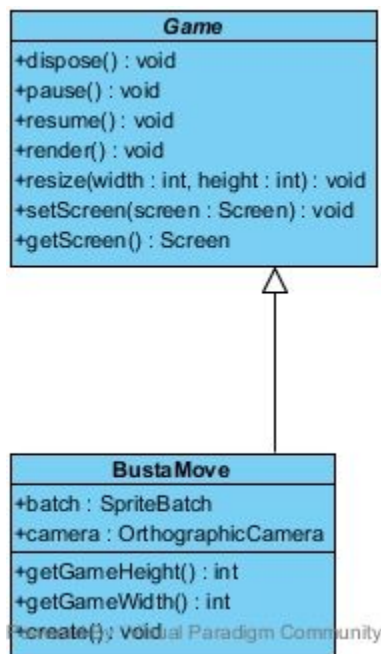 Game
+dispose() : void
+pause() : void
+resume() : void
+render() : void
+resize(width : int, height : int) : void
+setScreen(screen : Screen) : void
+getScreen() : Screen
BustaMove
+batch : SpriteBatch
+camera : OrthographicCamera
+getGameHeight() : int
+getGameWidth() : int
+create() : void
Paradigm Community